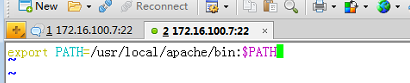 New Reconnect
1 172.16.100.7:22 2 172.16.100.7:22
export PATH=/usr/local/apache/bin:$PATH
~
~